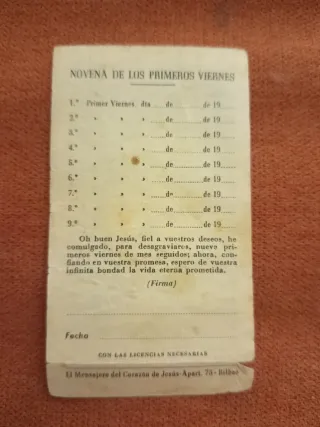 NOVENA DE LOS PRIMEROS VIERNES
1.º Primer Viernes dia ..... de ............ de 19 .....
2.º » » » ..... de ............ de 19 .....
3.º » » » ..... de ............ de 19 .....
4.º » » » ..... de ............ de 19 .....
5.º » » » ..... de ............ de 19 .....
6.º » » » ..... de ............ de 19 .....
7.º » » » ..... de ............ de 19 .....
8.º » » » ..... de ............ de 19 .....
9.º » » » ..... de ............ de 19 .....
Oh buen Jesús, fiel a vuestros deseos, he
comulgado, para desagraviares, nueve pri-
meros viernes de mes seguidos; ahora, con-
fiando en vuestra promesa, espero de vuestra
infinita bondad la vida eterna prometida.
(Firma)
Fecha
CON LAS LICENCIAS NECESARIAS
El Mensajero del Corazón de Jesús-Apart. 73-Bilbao